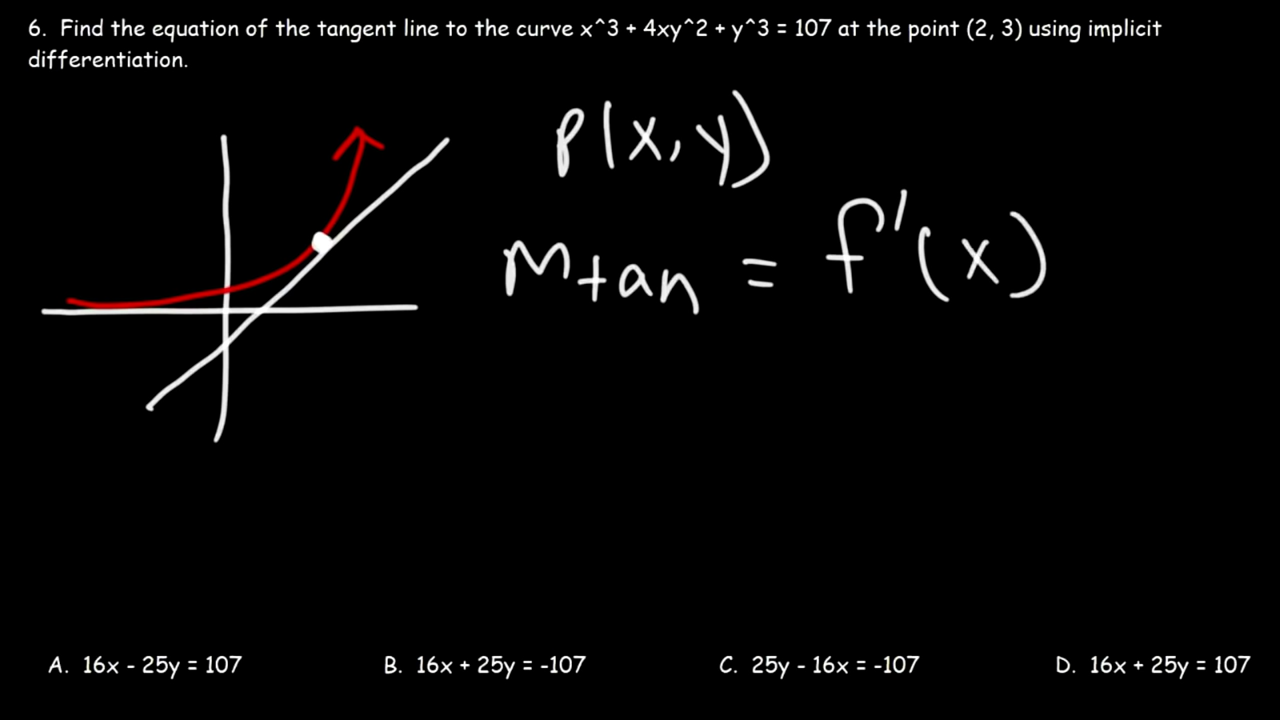 6. Find the equation of the tangent line to the curve x^3 + 4xy^2 + y^3 = 107 at the point (2, 3) using implicit
differentiation.
P(x, y)
mtan = f'(x)
A. 16x - 25y = 107
B. 16x + 25y = -107
C. 25y - 16x = -107
D. 16x + 25y = 107